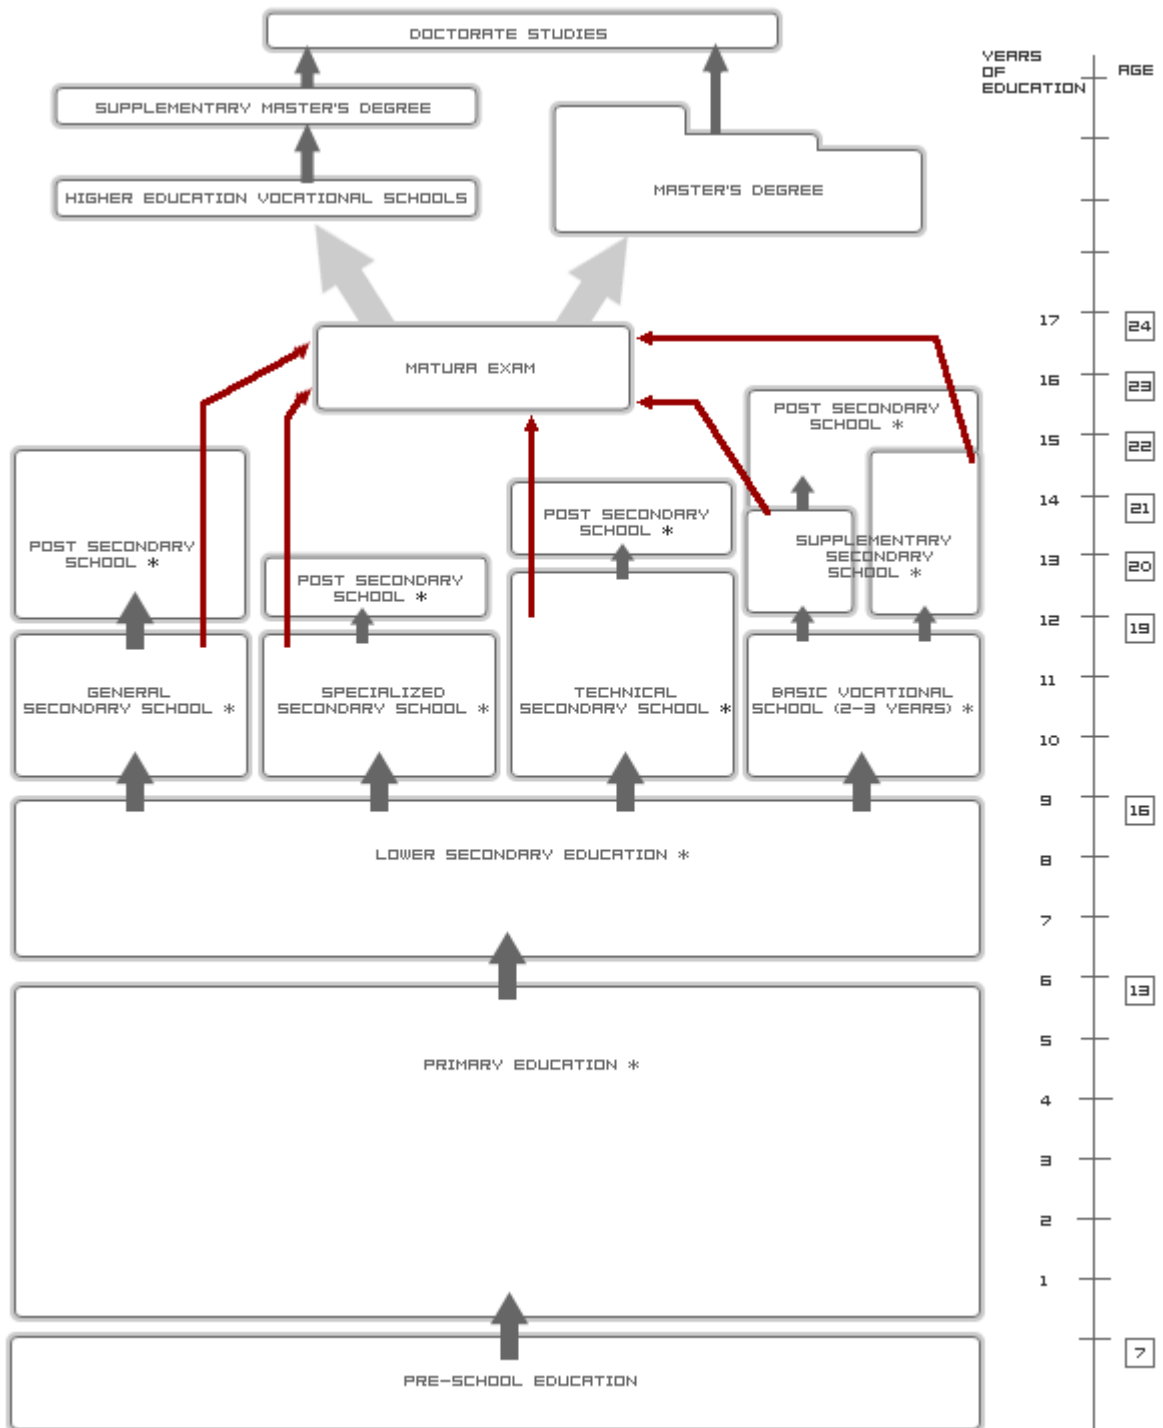 DOCTORATE STUDIES
YEARS
OF
EDUCATION
AGE
SUPPLEMENTARY MASTER'S DEGREE
HIGHER EDUCATION VOCATIONAL SCHOOLS
MASTER'S DEGREE
17
24
MATURA EXAM
16
23
POST SECONDARY
SCHOOL *
15
22
14
21
POST SECONDARY
SCHOOL *
POST SECONDARY
SCHOOL *
SUPPLEMENTARY
SECONDARY
SCHOOL *
13
20
POST SECONDARY
SCHOOL *
12
19
GENERAL
SECONDARY SCHOOL *
SPECIALIZED
SECONDARY SCHOOL *
TECHNICAL
SECONDARY SCHOOL *
BASIC VOCATIONAL
SCHOOL (2-3 YEARS) *
11
10
9
16
LOWER SECONDARY EDUCATION *
8
7
6
13
5
PRIMARY EDUCATION *
4
3
2
1
7
PRE-SCHOOL EDUCATION